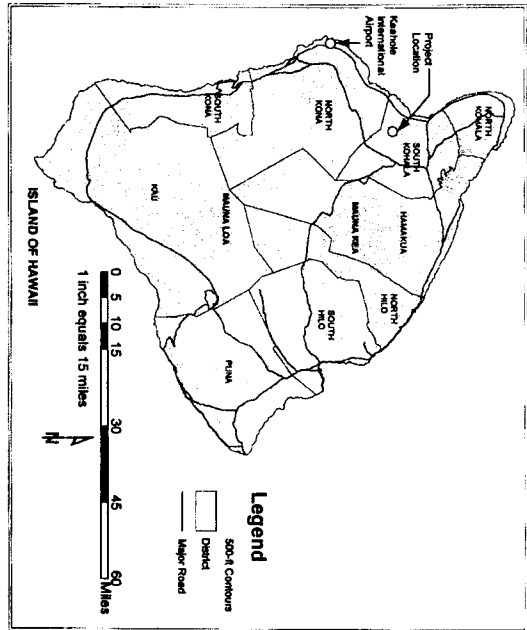 Keahole
International
Airport
Project
Location
NORTH
KOHALA
SOUTH
KOHALA
HAMAKUA
NORTH
KONA
MAUNA KEA
NORTH
HILO
SOUTH
KONA
MAUNA LOA
SOUTH
HILO
KAU
PUNA
ISLAND OF HAWAII
0 5 10 15 30 45 60
Miles
1 inch equals 15 miles
N
Legend
500-ft Contours
District
Major Road